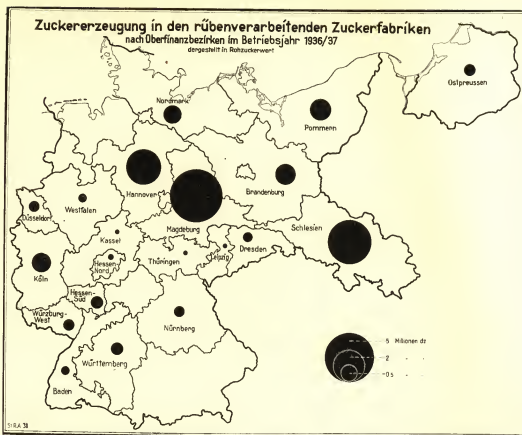 Zuckererzeugung in den rübenverarbeitenden Zuckerfabriken
nach Oberfinanzbezirken im Betriebsjahr 1936/37
dargestellt in Rohzuckerwert
Ostpreussen
Nordmark
Pommern
Hannover
Brandenburg
Magdeburg
Westfalen
Düsseldorf
Schlesien
Kassel
Dresden
Leipzig
Thüringen
Hessen-
Nord
Köln
Hessen-
Süd
Würzburg-
West
Nürnberg
Württemberg
Baden
5 Millionen dz
2 " "
0.5 " "
St.R.A. 38